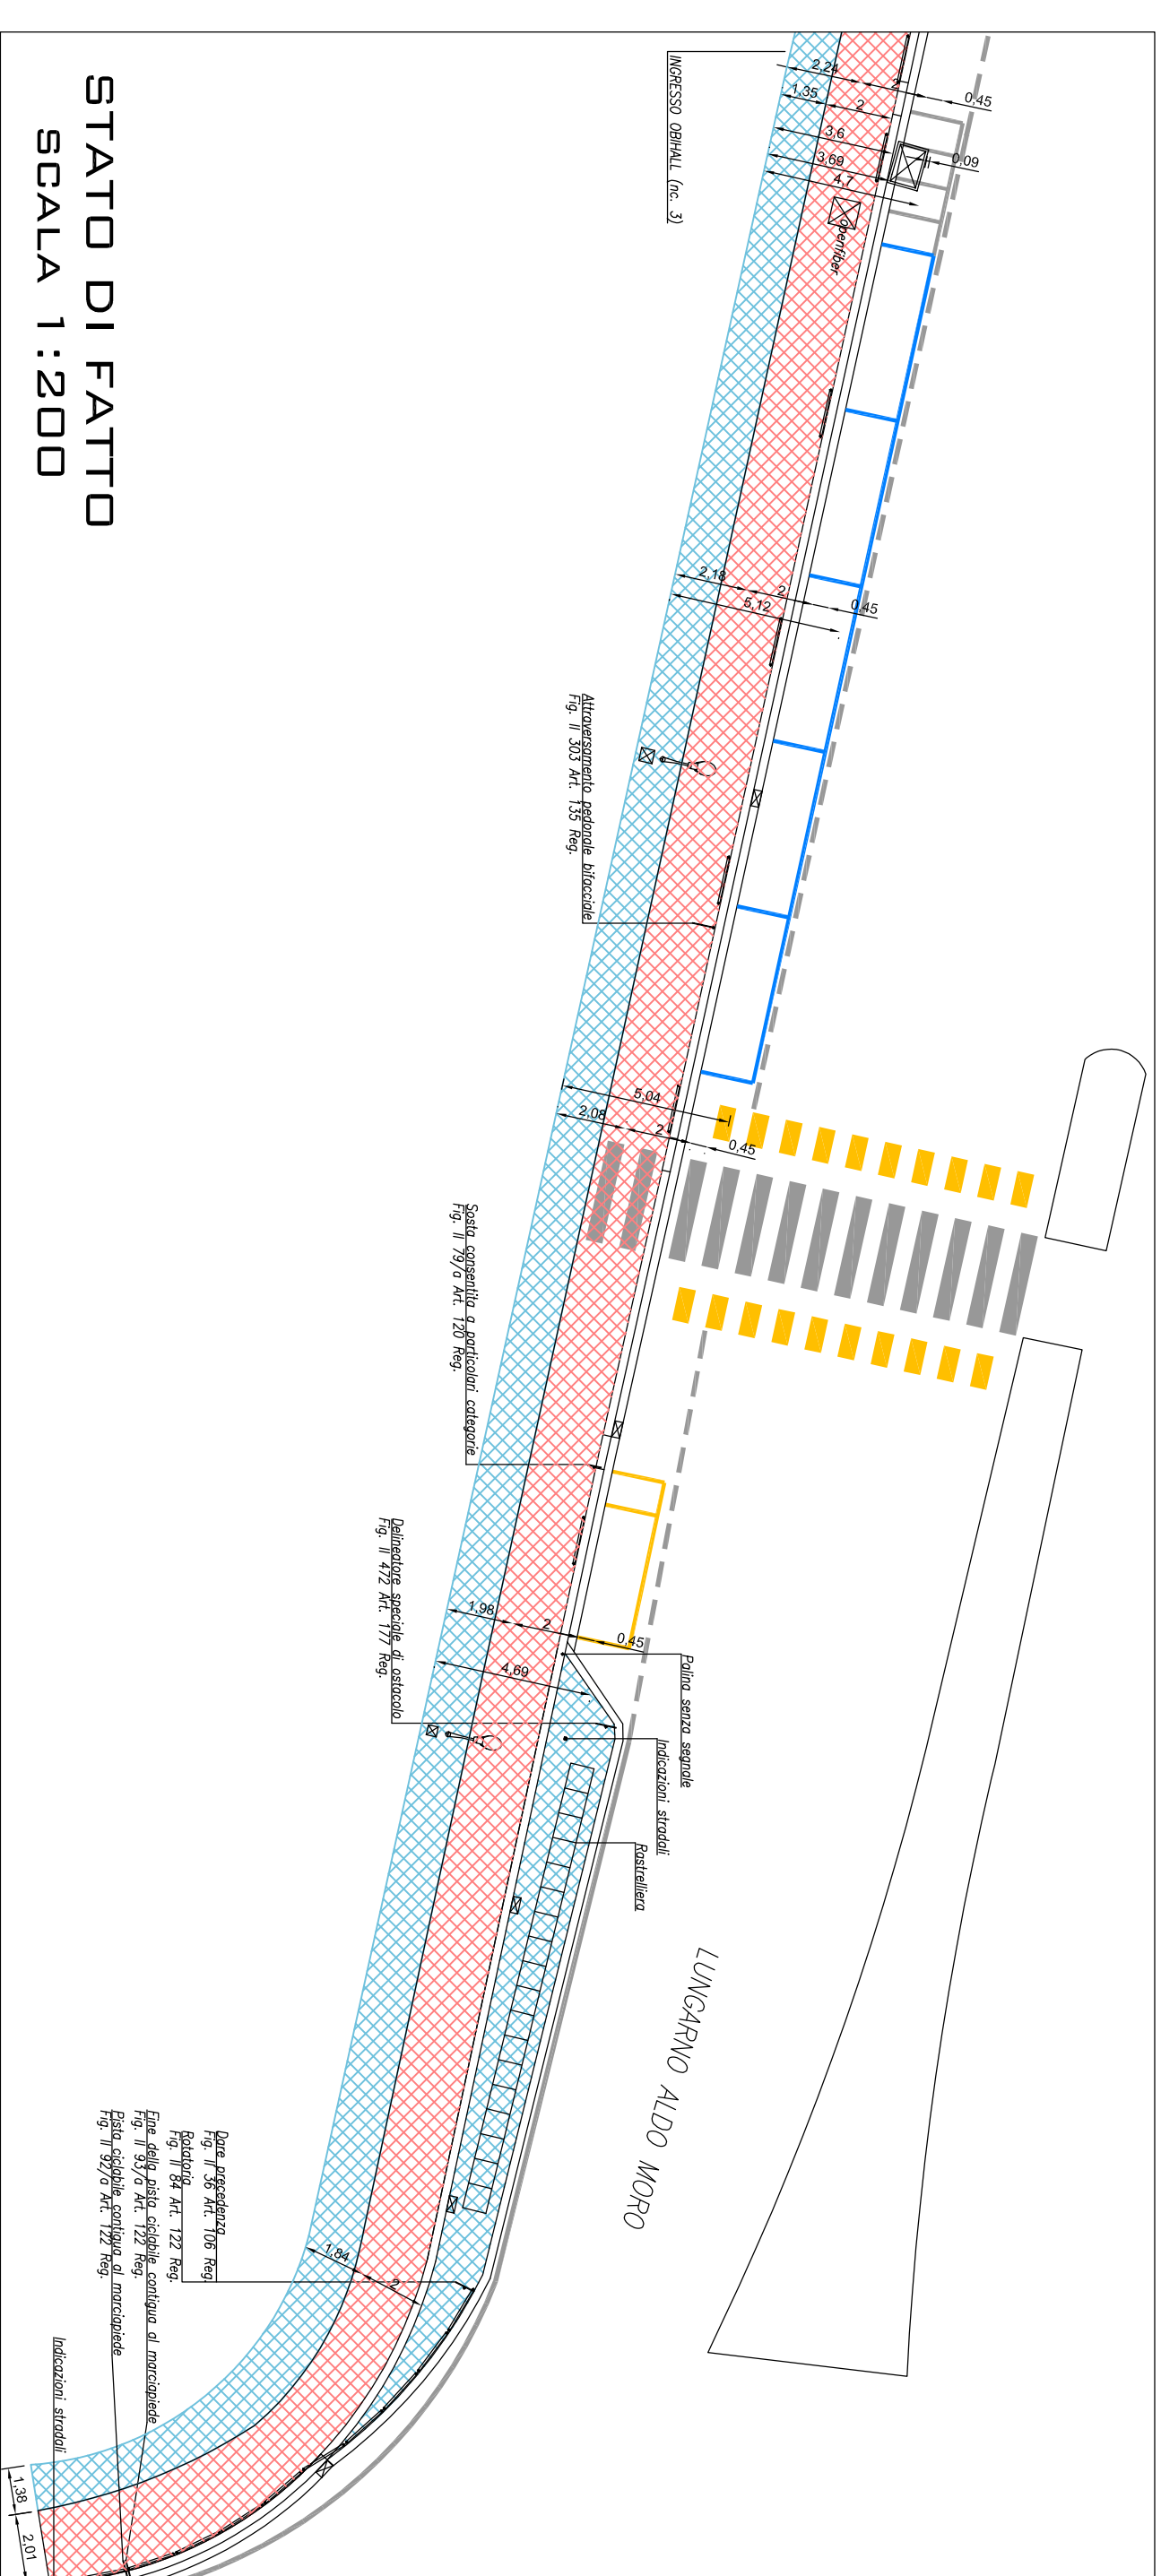 STATO DI FATTO
SCALA 1:200
INGRESSO OBIHALL (nc. 3)
2,24
2
0,45
1,35
2
3,6
3,69
0,09
4,7
openfiber
2,18
2
0,45
5,12
Attraversamento pedonale bifacciale
Fig. II 303 Art. 135 Reg.
5,04
2,08
2
0,45
Sosta consentita a particolari categorie
Fig. II 79/a Art. 120 Reg.
1,98
2
0,45
4,69
Delineatore speciale di ostacolo
Fig. II 472 Art. 177 Reg.
Palina senza segnale
Indicazioni stradali
Rastrelliera
LUNGARNO ALDO MORO
1,84
2
Dare precedenza
Fig. II 36 Art. 106 Reg.
Rotatoria
Fig. II 84 Art. 122 Reg.
Fine della pista ciclabile contigua al marciapiede
Fig. II 93/a Art. 122 Reg.
Pista ciclabile contigua al marciapiede
Fig. II 92/a Art. 122 Reg.
Indicazioni stradali
1,38
2,01